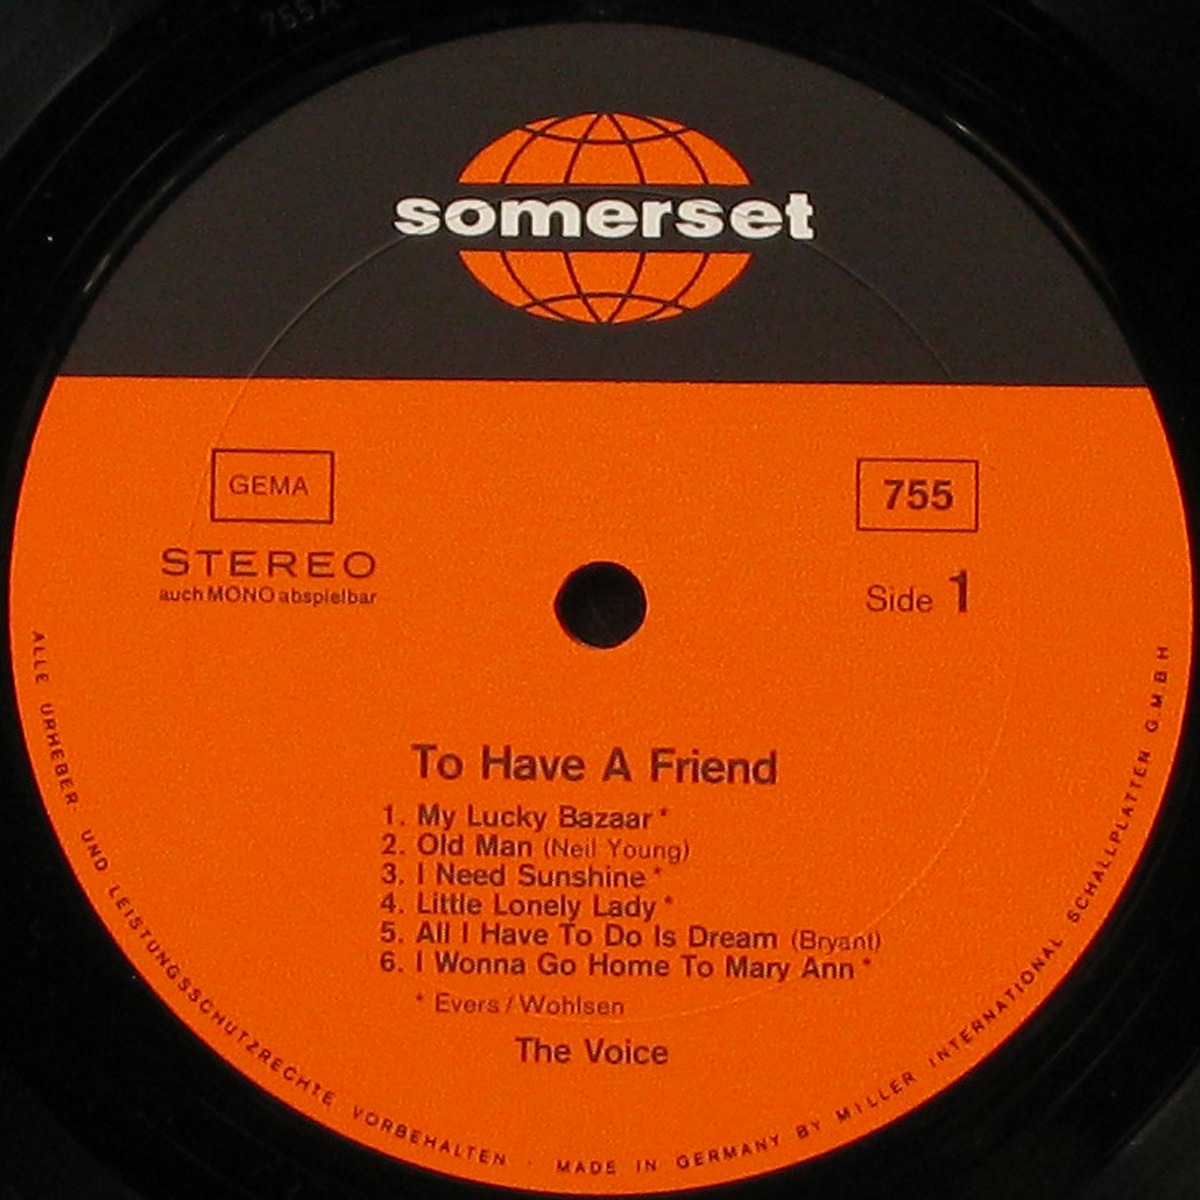 755A
somerset
GEMA
755
STEREO
auch MONO abspielbar
Side 1
To Have A Friend
1. My Lucky Bazaar *
2. Old Man (Neil Young)
3. I Need Sunshine *
4. Little Lonely Lady *
5. All I Have To Do Is Dream (Bryant)
6. I Wonna Go Home To Mary Ann *
* Evers / Wohlsen
The Voice
ALLE URHEBER- UND LEISTUNGSSCHUTZRECHTE VORBEHALTEN · MADE IN GERMANY BY MILLER INTERNATIONAL SCHALLPLATTEN G.M.B.H